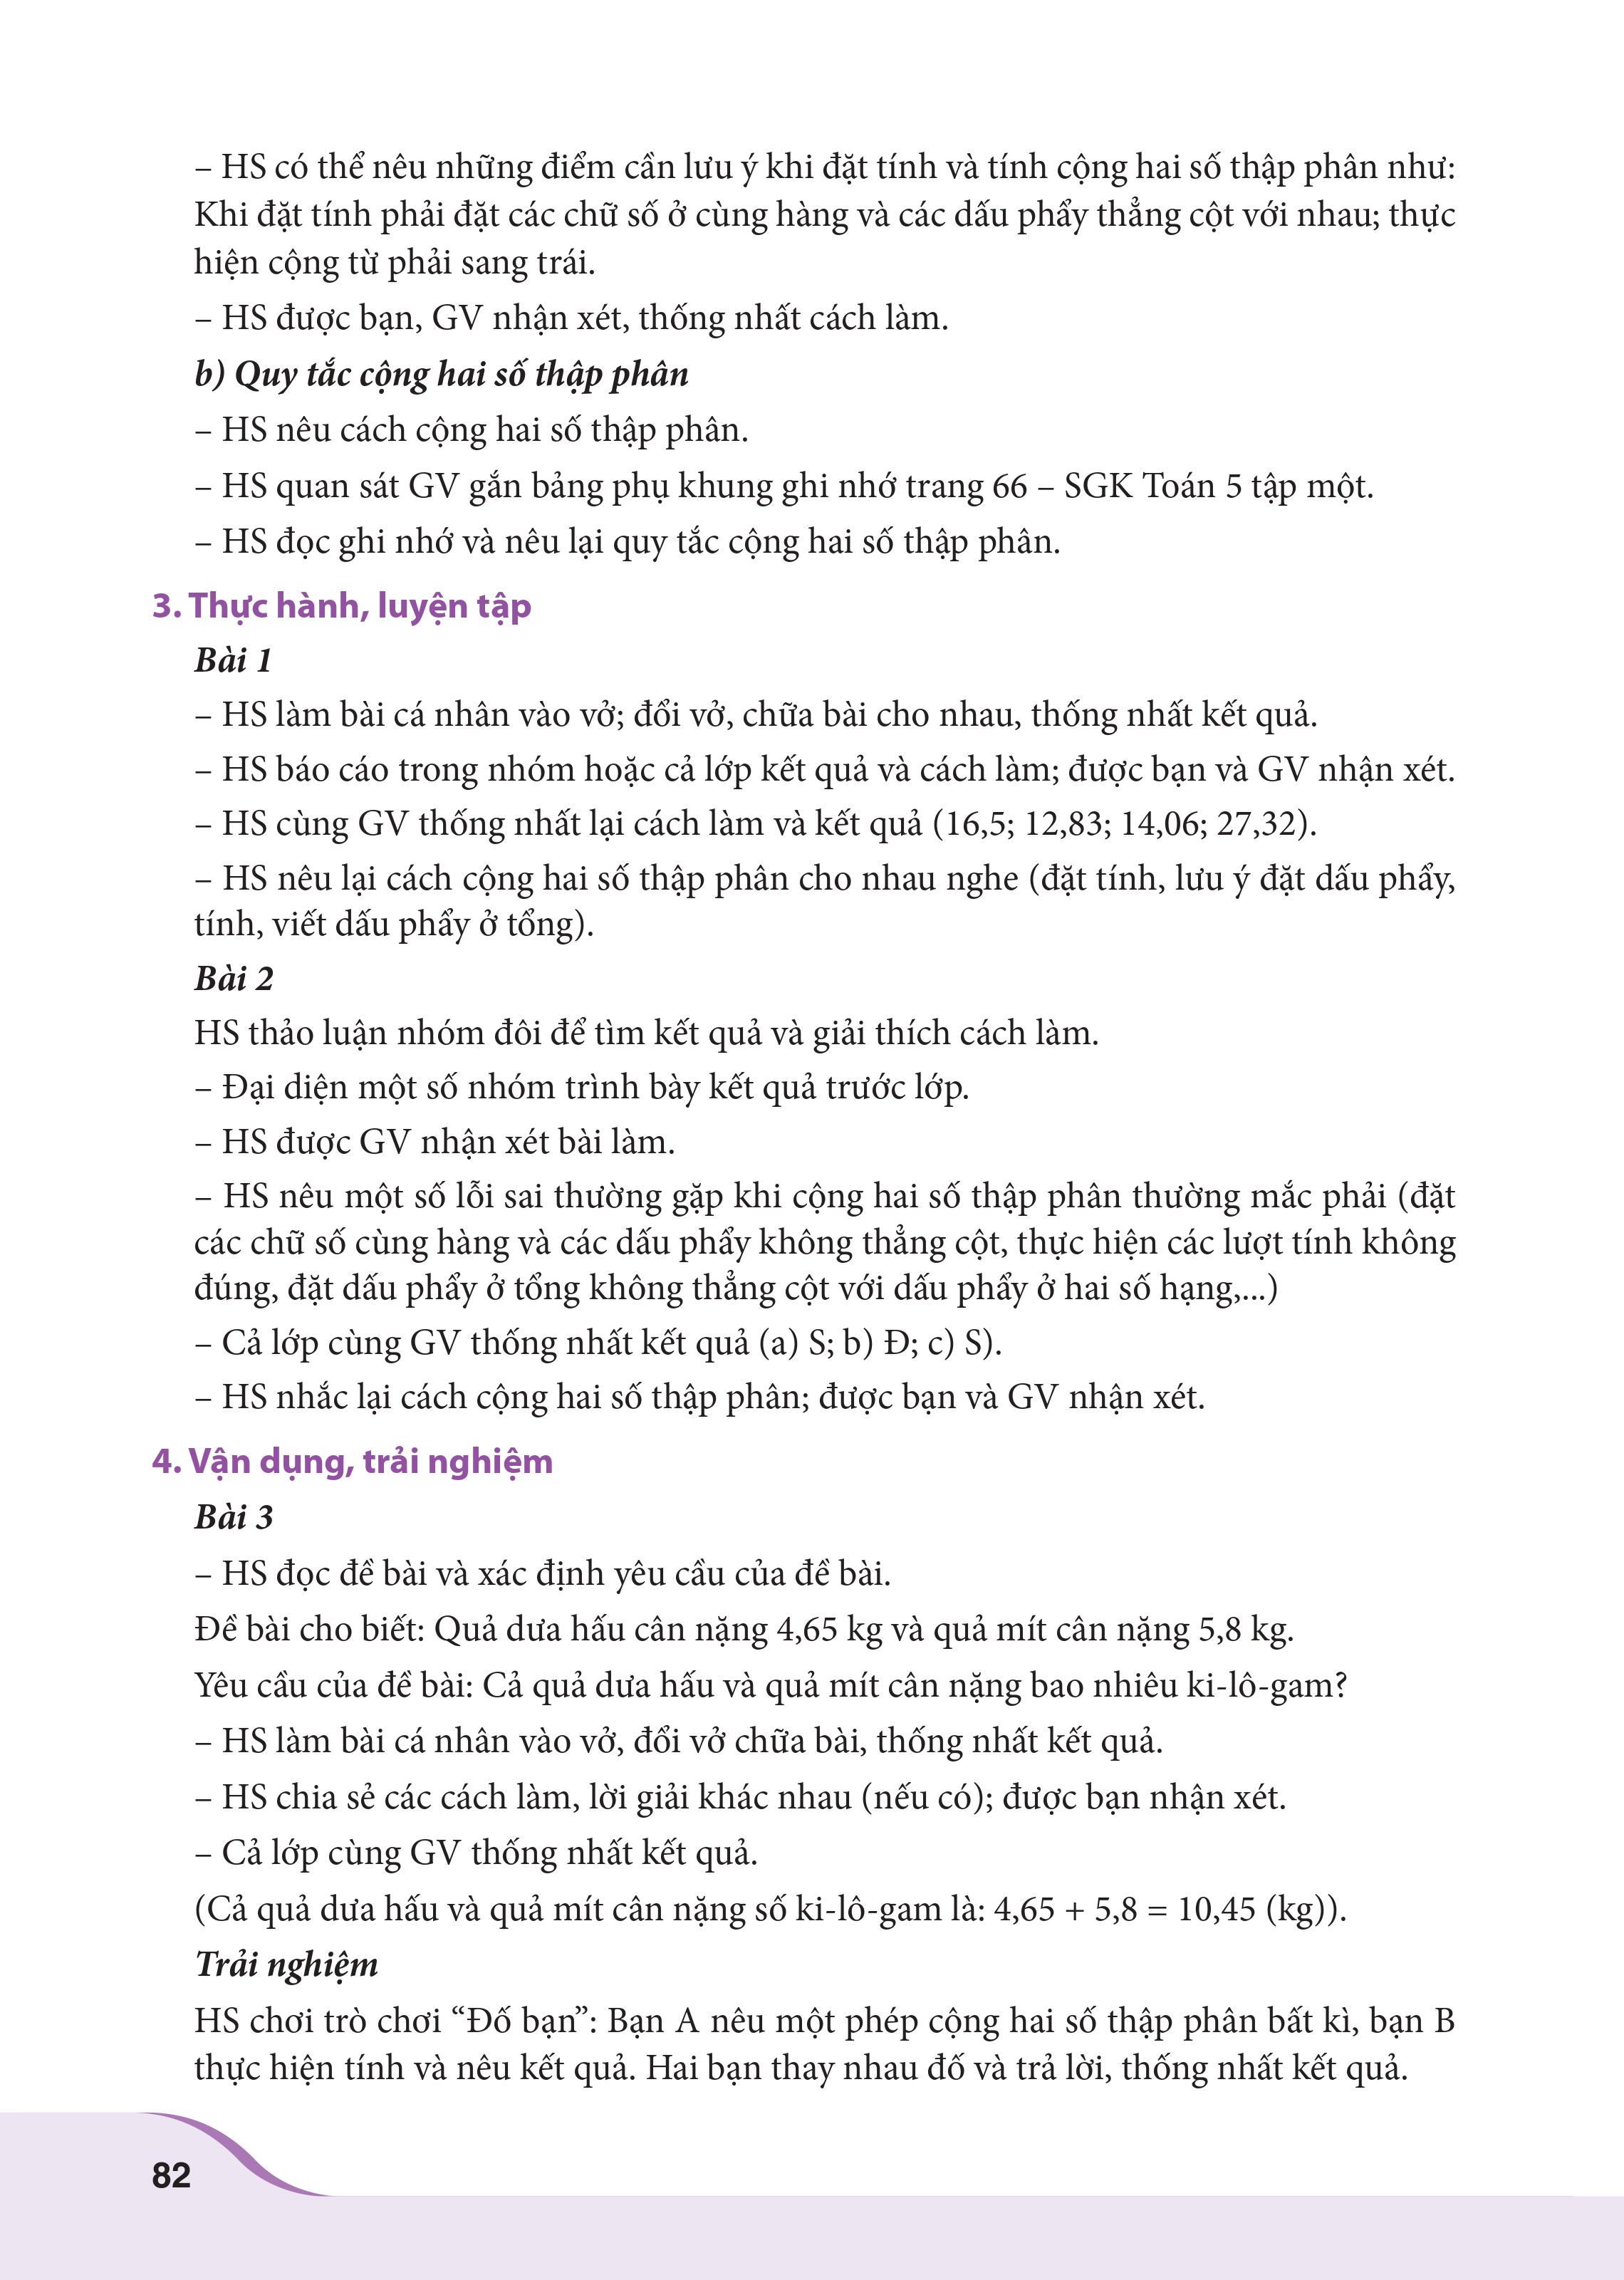 – HS có thể nêu những điểm cần lưu ý khi đặt tính và tính cộng hai số thập phân như:
Khi đặt tính phải đặt các chữ số ở cùng hàng và các dấu phẩy thẳng cột với nhau; thực
hiện cộng từ phải sang trái.
– HS được bạn, GV nhận xét, thống nhất cách làm.
b) Quy tắc cộng hai số thập phân
– HS nêu cách cộng hai số thập phân.
– HS quan sát GV gắn bảng phụ khung ghi nhớ trang 66 – SGK Toán 5 tập một.
– HS đọc ghi nhớ và nêu lại quy tắc cộng hai số thập phân.
3. Thực hành, luyện tập
Bài 1
– HS làm bài cá nhân vào vở; đổi vở, chữa bài cho nhau, thống nhất kết quả.
– HS báo cáo trong nhóm hoặc cả lớp kết quả và cách làm; được bạn và GV nhận xét.
– HS cùng GV thống nhất lại cách làm và kết quả (16,5; 12,83; 14,06; 27,32).
– HS nêu lại cách cộng hai số thập phân cho nhau nghe (đặt tính, lưu ý đặt dấu phẩy,
tính, viết dấu phẩy ở tổng).
Bài 2
HS thảo luận nhóm đôi để tìm kết quả và giải thích cách làm.
– Đại diện một số nhóm trình bày kết quả trước lớp.
– HS được GV nhận xét bài làm.
– HS nêu một số lỗi sai thường gặp khi cộng hai số thập phân thường mắc phải (đặt
các chữ số cùng hàng và các dấu phẩy không thẳng cột, thực hiện các lượt tính không
đúng, đặt dấu phẩy ở tổng không thẳng cột với dấu phẩy ở hai số hạng,...)
– Cả lớp cùng GV thống nhất kết quả (a) S; b) Đ; c) S).
– HS nhắc lại cách cộng hai số thập phân; được bạn và GV nhận xét.
4. Vận dụng, trải nghiệm
Bài 3
– HS đọc đề bài và xác định yêu cầu của đề bài.
Đề bài cho biết: Quả dưa hấu cân nặng 4,65 kg và quả mít cân nặng 5,8 kg.
Yêu cầu của đề bài: Cả quả dưa hấu và quả mít cân nặng bao nhiêu ki-lô-gam?
– HS làm bài cá nhân vào vở, đổi vở chữa bài, thống nhất kết quả.
– HS chia sẻ các cách làm, lời giải khác nhau (nếu có); được bạn nhận xét.
– Cả lớp cùng GV thống nhất kết quả.
(Cả quả dưa hấu và quả mít cân nặng số ki-lô-gam là: 4,65 + 5,8 = 10,45 (kg)).
Trải nghiệm
HS chơi trò chơi “Đố bạn”: Bạn A nêu một phép cộng hai số thập phân bất kì, bạn B
thực hiện tính và nêu kết quả. Hai bạn thay nhau đố và trả lời, thống nhất kết quả.
82